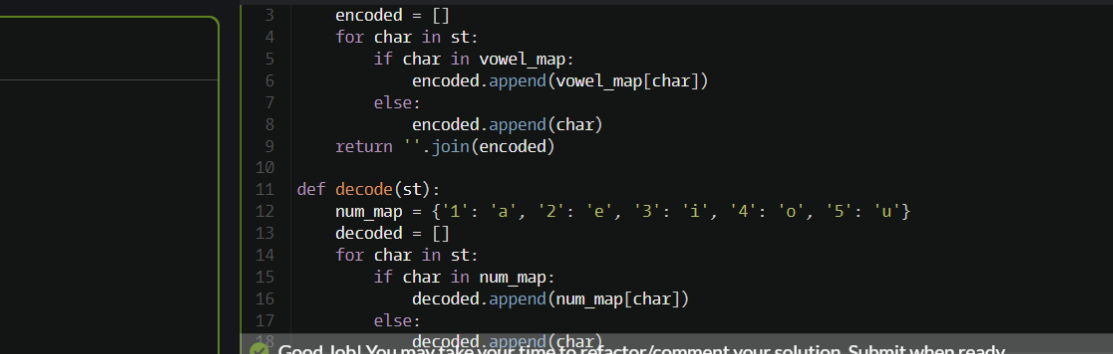 3 encoded = []
4 for char in st:
5 if char in vowel_map:
6 encoded.append(vowel_map[char])
7 else:
8 encoded.append(char)
9 return ''.join(encoded)
10
11 def decode(st):
12 num_map = {'1': 'a', '2': 'e', '3': 'i', '4': 'o', '5': 'u'}
13 decoded = []
14 for char in st:
15 if char in num_map:
16 decoded.append(num_map[char])
17 else:
18 decoded.append(char)
Good Job! You may take your time to refactor/comment your solution. Submit when ready.